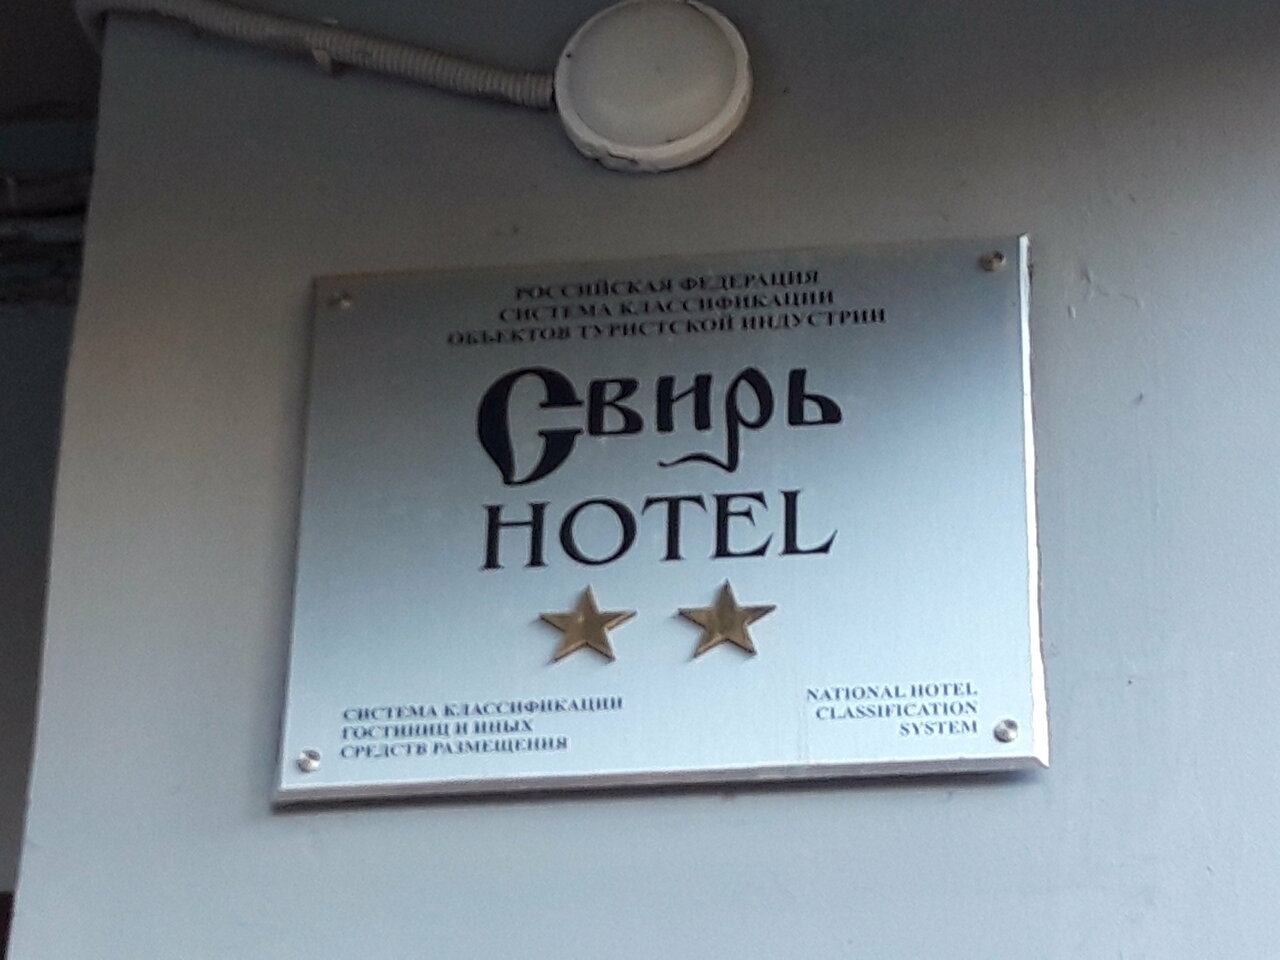 РОССИЙСКАЯ ФЕДЕРАЦИЯ
СИСТЕМА КЛАССИФИКАЦИИ
ОБЪЕКТОВ ТУРИСТСКОЙ ИНДУСТРИИ
Свирь
HOTEL
СИСТЕМА КЛАССИФИКАЦИИ
ГОСТИНИЦ И ИНЫХ
СРЕДСТВ РАЗМЕЩЕНИЯ
NATIONAL HOTEL
CLASSIFICATION
SYSTEM